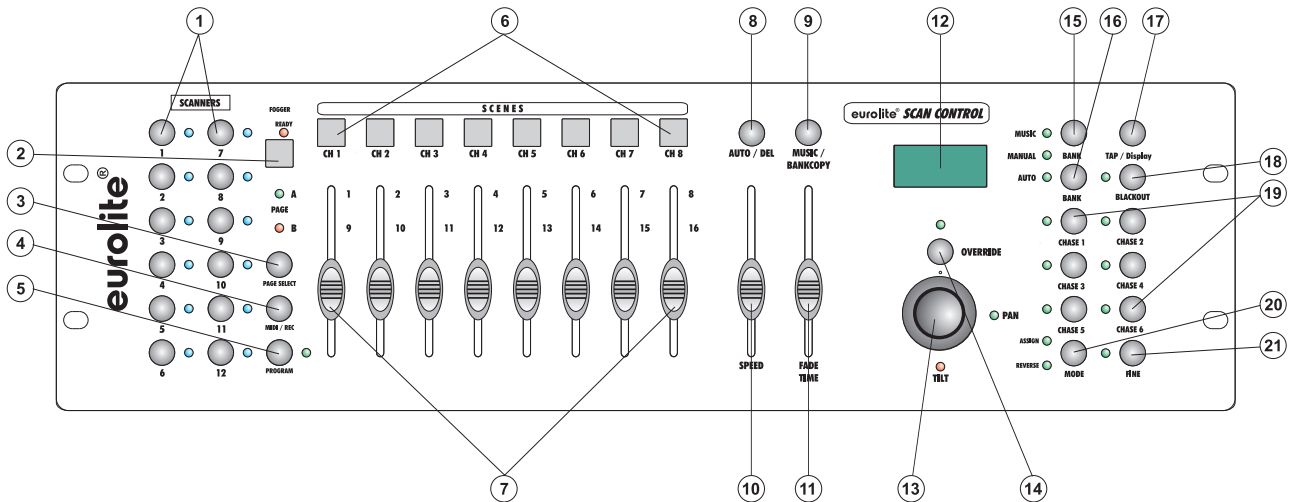 1
6
8
9
12
15
16
17
SCANNERS
FOGGER
READY
SCENES
eurolite® SCAN CONTROL
1
7
CH 1
CH 2
CH 3
CH 4
CH 5
CH 6
CH 7
CH 8
AUTO / DEL
MUSIC /
BANKCOPY
MUSIC
MANUAL
AUTO
BANK
TAP / Display
2
18
eurolite®
2
8
A
PAGE
B
1
2
3
4
5
6
7
8
BANK
BLACKOUT
3
19
3
9
9
10
11
12
13
14
15
16
CHASE 1
CHASE 2
OVERRIDE
4
4
10
PAGE SELECT
CHASE 3
CHASE 4
5
5
11
MIDI / REC
PAN
CHASE 5
CHASE 6
20
6
12
PROGRAM
SPEED
FADE
TIME
TILT
ASSIGN
REVERSE
MODE
FINE
21
7
10
11
13
14